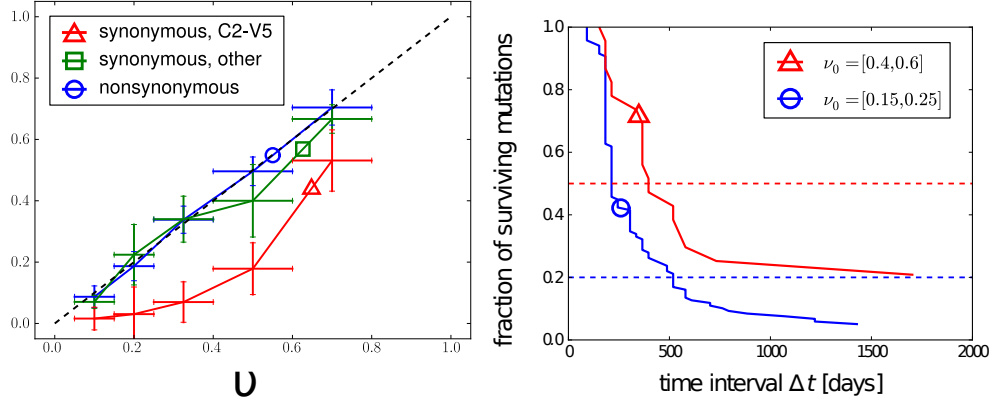 1.0
0.8
0.6
0.4
0.2
0.0
synonymous, C2-V5
synonymous, other
nonsynonymous
0.0 0.2 0.4 0.6 0.8 1.0
υ
fraction of surviving mutations
1.0
0.8
0.6
0.4
0.2
0.0
ν₀ =[0.4,0.6]
ν₀ =[0.15,0.25]
0 500 1000 1500 2000
time interval Δt [days]